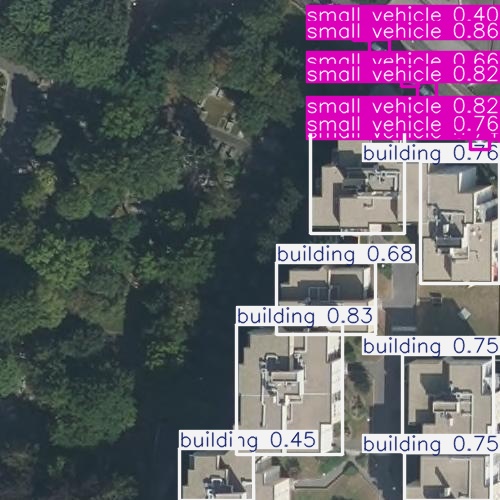 small vehicle 0.40
small vehicle 0.86
small vehicle 0.66
small vehicle 0.82
small vehicle 0.82
small vehicle 0.76
building 0.76
building 0.68
building 0.83
building 0.75
building 0.45
building 0.75